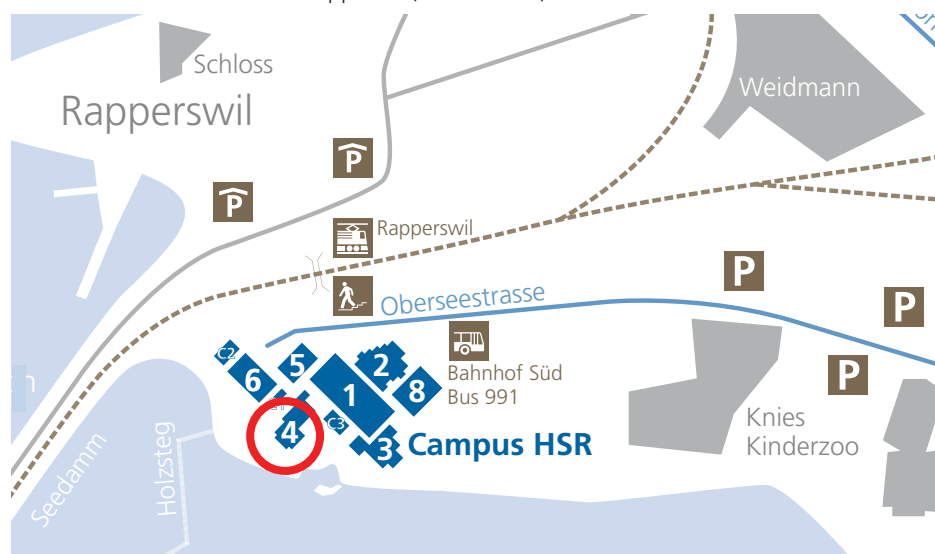 Schloss
Rapperswil
Weidmann
P
P
Rapperswil
Oberseestrasse
P
P
P
Bahnhof Süd
Bus 991
C2
5
2
6
1
8
4
C3
3
Campus HSR
Knies
Kinderzoo
Seedamm
Holzsteg